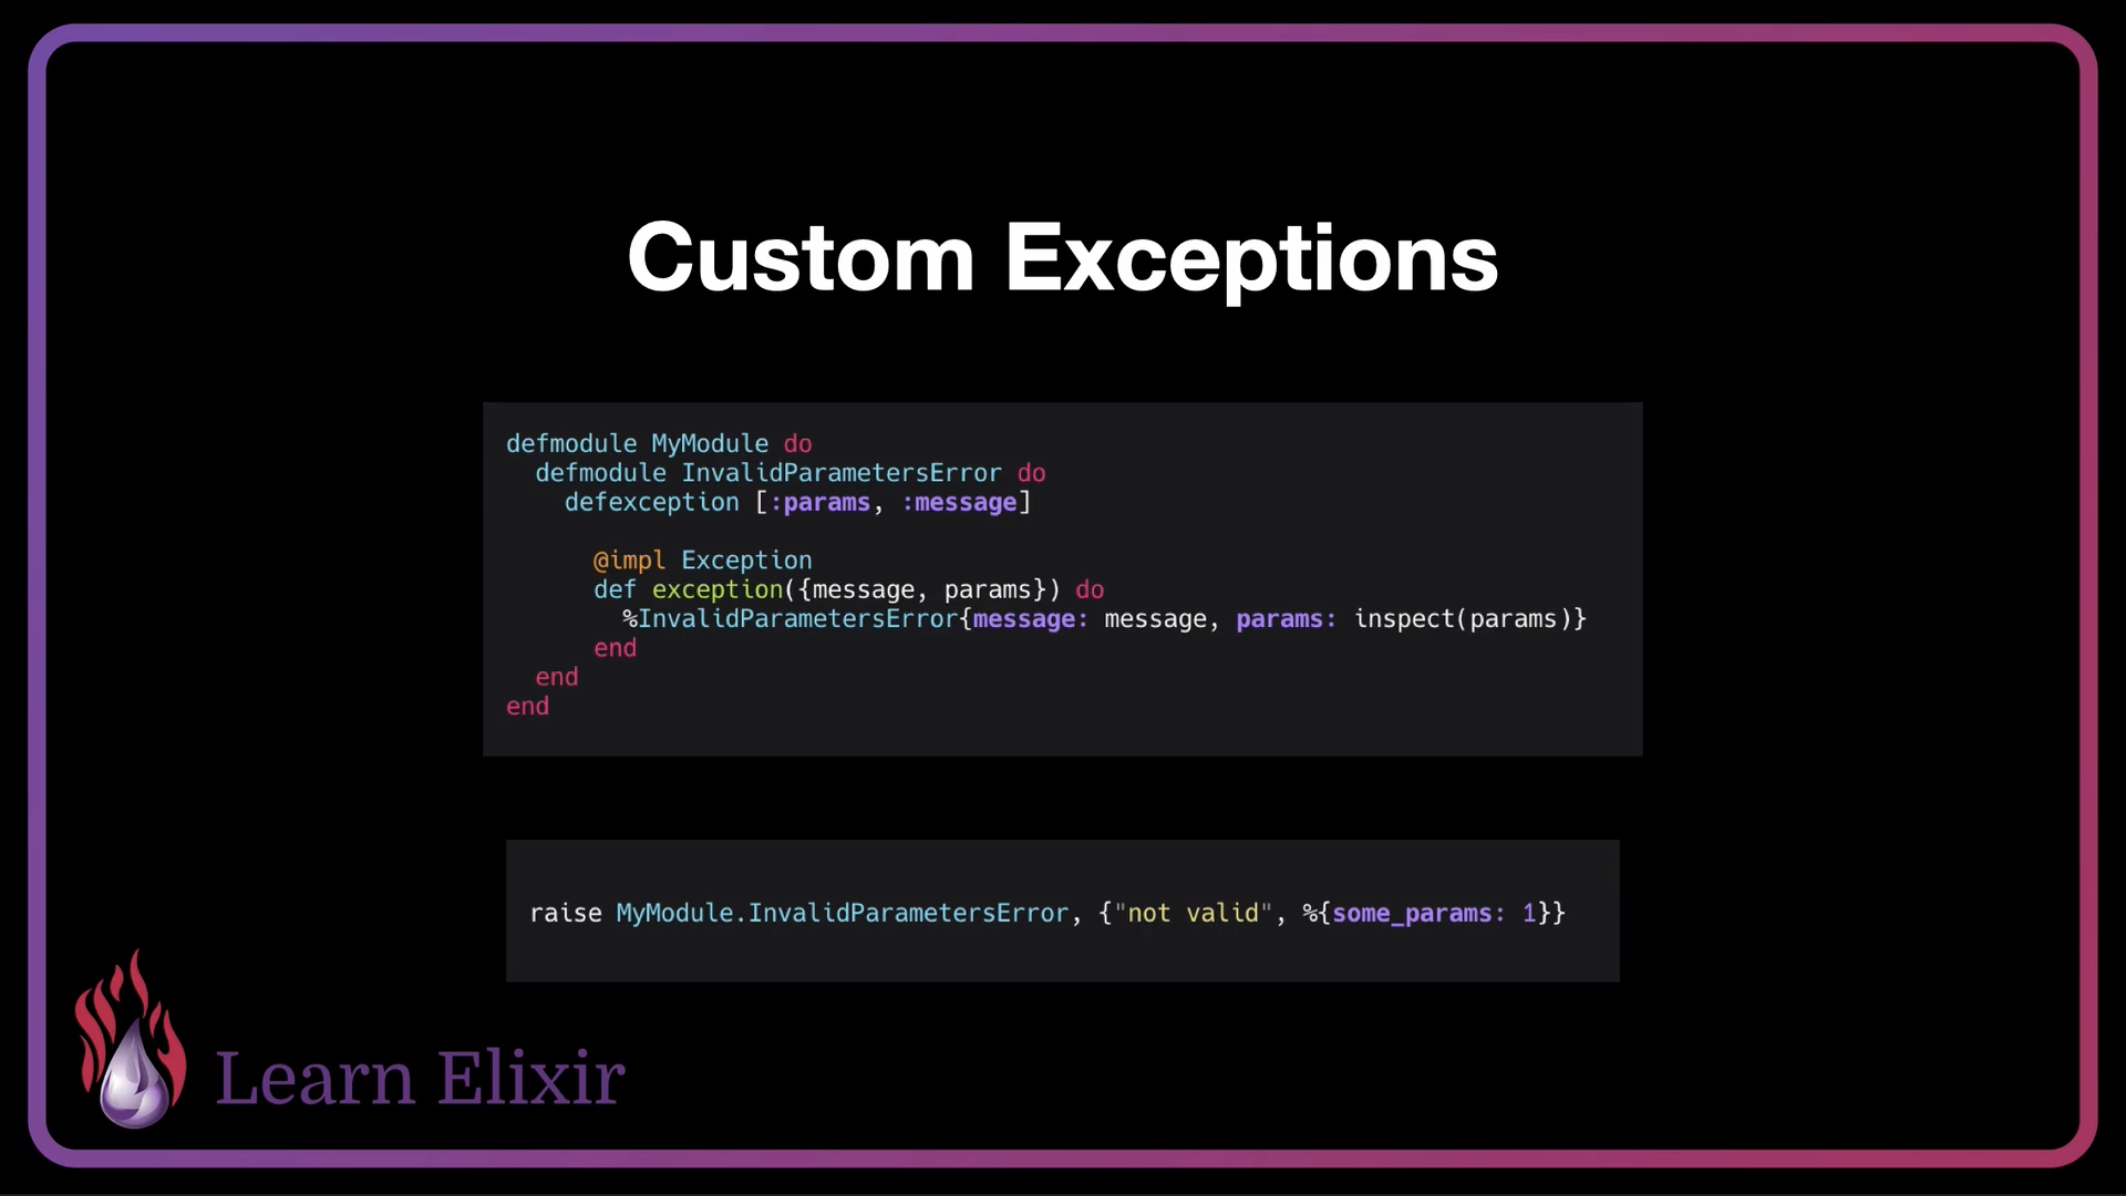 Custom Exceptions
defmodule MyModule do
  defmodule InvalidParametersError do
    defexception [:params, :message]
      @impl Exception
      def exception({message, params}) do
        %InvalidParametersError{message: message, params: inspect(params)}
      end
  end
end
raise MyModule.InvalidParametersError, {"not valid", %{some_params: 1}}
Learn Elixir